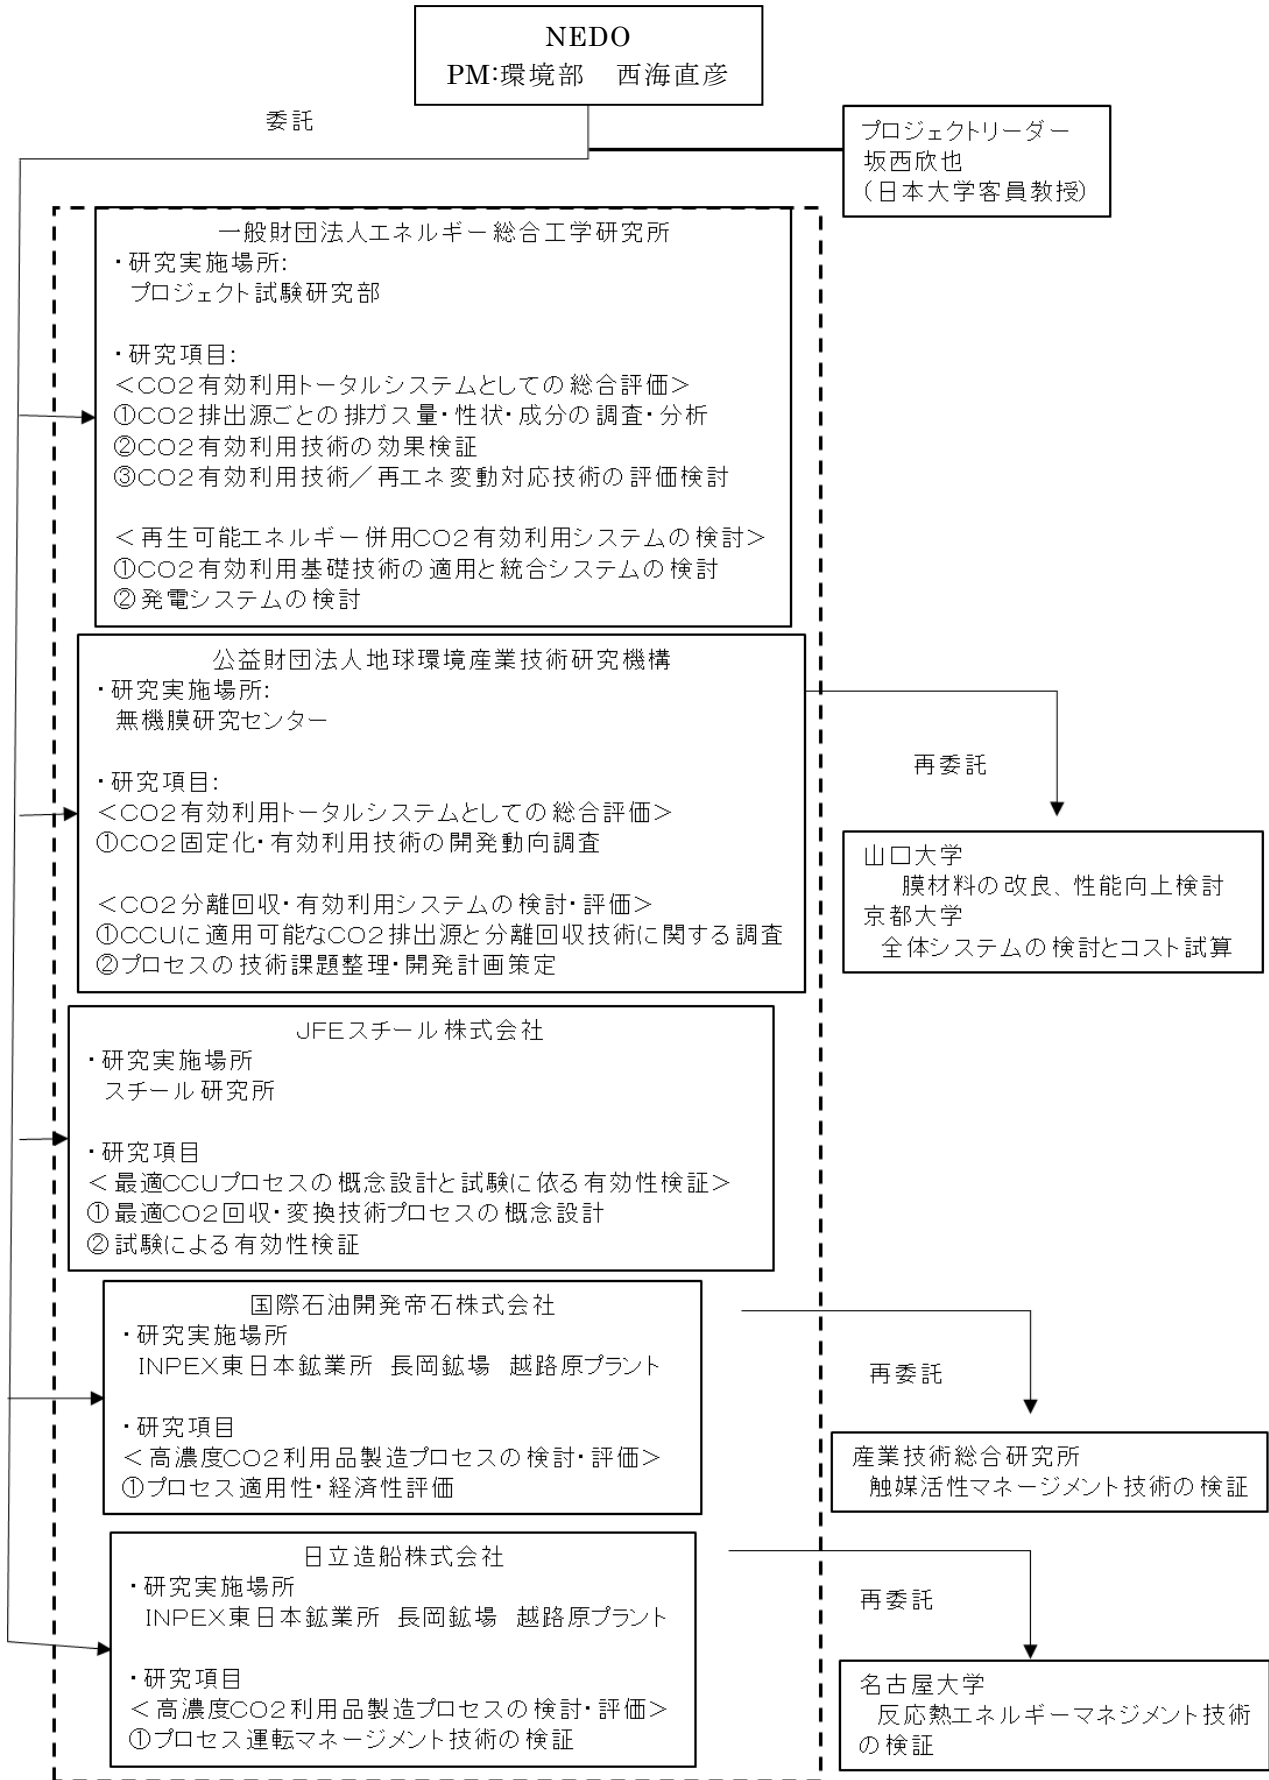 NEDO
PM:環境部　西海直彦
委託
プロジェクトリーダー
坂西欣也
(日本大学客員教授)
一般財団法人エネルギー総合工学研究所
・研究実施場所:
プロジェクト試験研究部
・研究項目:
＜CO2有効利用トータルシステムとしての総合評価＞
①CO2排出源ごとの排ガス量・性状・成分の調査・分析
②CO2有効利用技術の効果検証
③CO2有効利用技術／再エネ変動対応技術の評価検討
＜再生可能エネルギー併用CO2有効利用システムの検討＞
①CO2有効利用基礎技術の適用と統合システムの検討
②発電システムの検討
公益財団法人地球環境産業技術研究機構
・研究実施場所:
無機膜研究センター
・研究項目:
＜CO2有効利用トータルシステムとしての総合評価＞
①CO2固定化・有効利用技術の開発動向調査
＜CO2分離回収・有効利用システムの検討・評価＞
①CCUに適用可能なCO2排出源と分離回収技術に関する調査
②プロセスの技術課題整理・開発計画策定
再委託
山口大学
膜材料の改良、性能向上検討
京都大学
全体システムの検討とコスト試算
JFEスチール株式会社
・研究実施場所
スチール研究所
・研究項目
＜最適CCUプロセスの概念設計と試験に依る有効性検証＞
①最適CO2回収・変換技術プロセスの概念設計
②試験による有効性検証
国際石油開発帝石株式会社
・研究実施場所
INPEX東日本鉱業所　長岡鉱場　越路原プラント
・研究項目
＜高濃度CO2利用品製造プロセスの検討・評価＞
①プロセス適用性・経済性評価
再委託
産業技術総合研究所
触媒活性マネージメント技術の検証
日立造船株式会社
・研究実施場所
INPEX東日本鉱業所　長岡鉱場　越路原プラント
・研究項目
＜高濃度CO2利用品製造プロセスの検討・評価＞
①プロセス運転マネージメント技術の検証
再委託
名古屋大学
反応熱エネルギーマネジメント技術
の検証